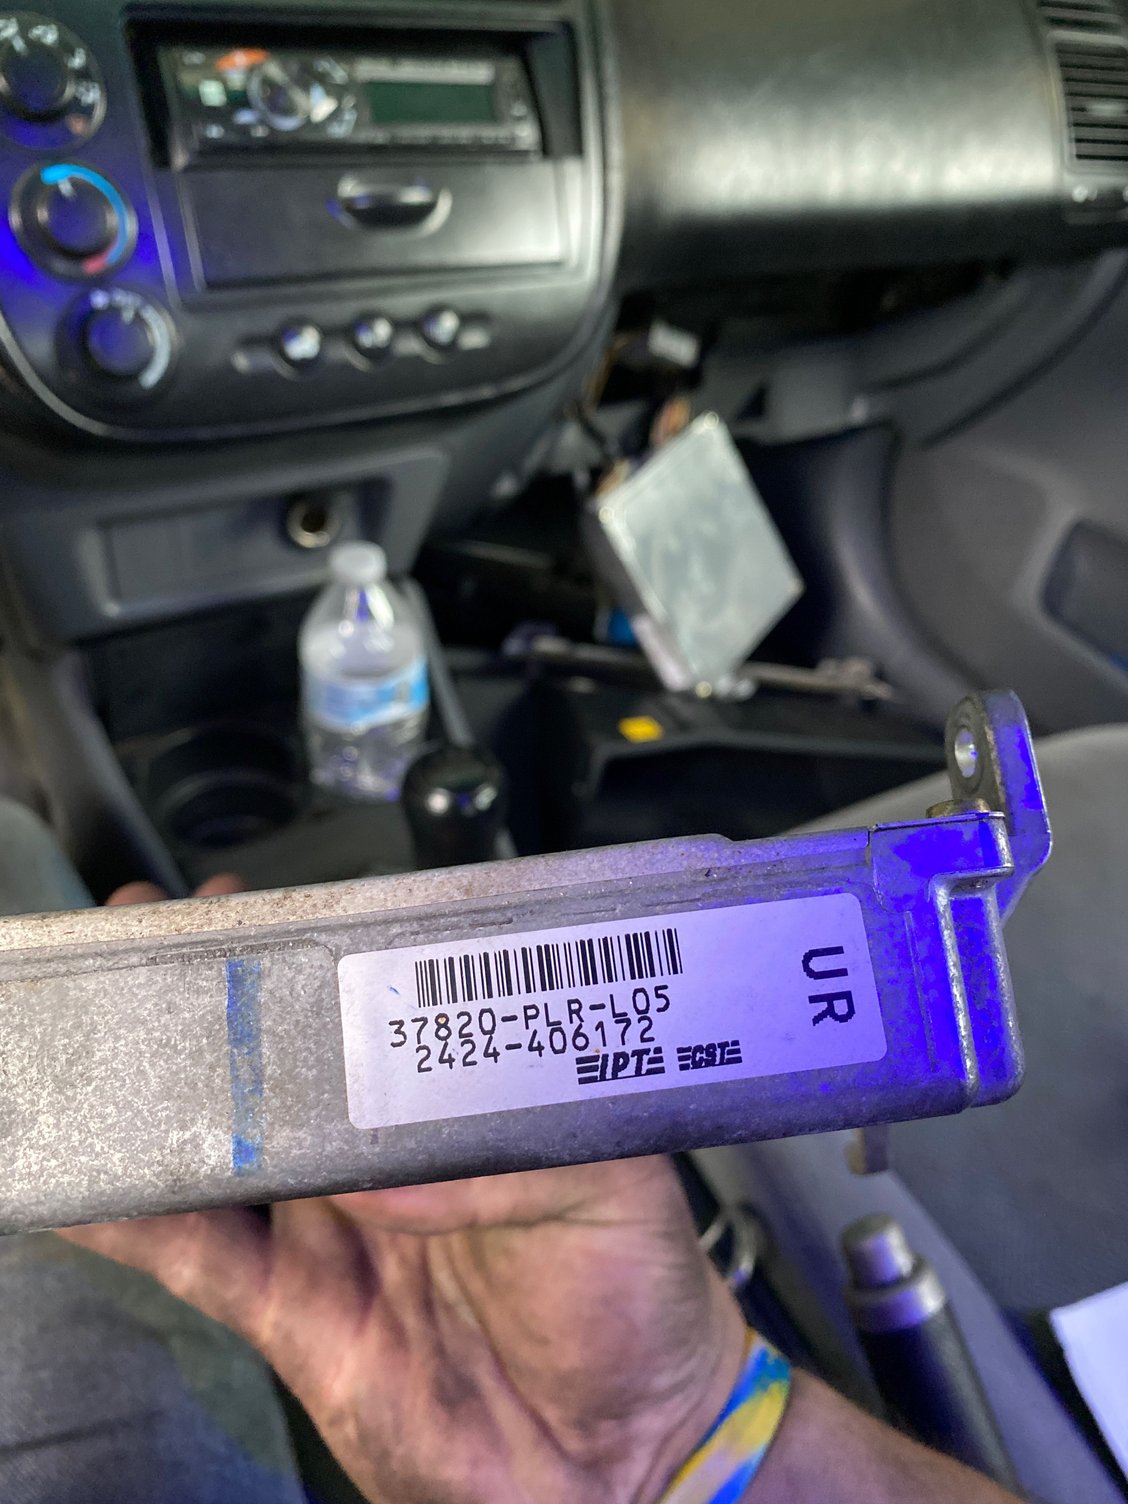 37820-PLR-L05
2424-406172
IPT CST
UR